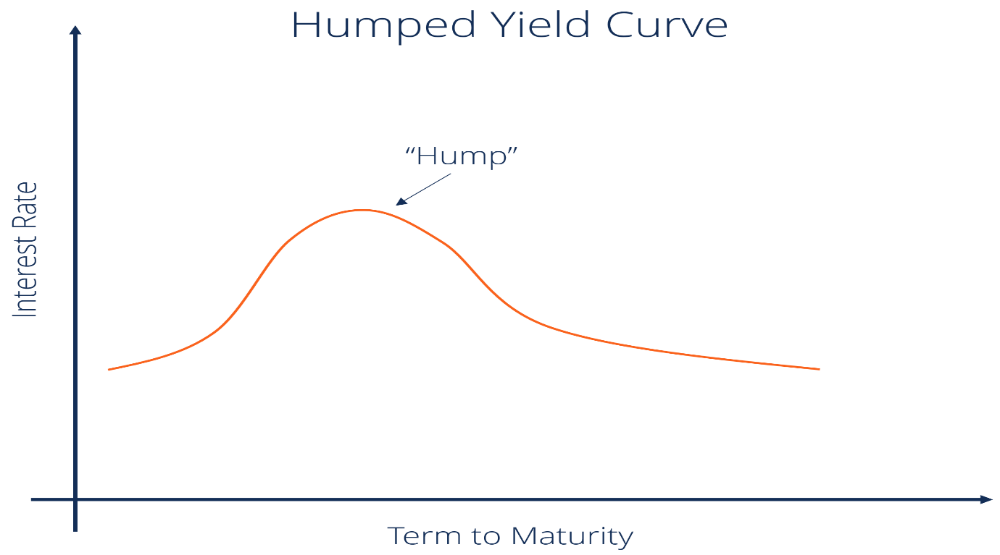 Humped Yield Curve
“Hump”
Interest Rate
Term to Maturity